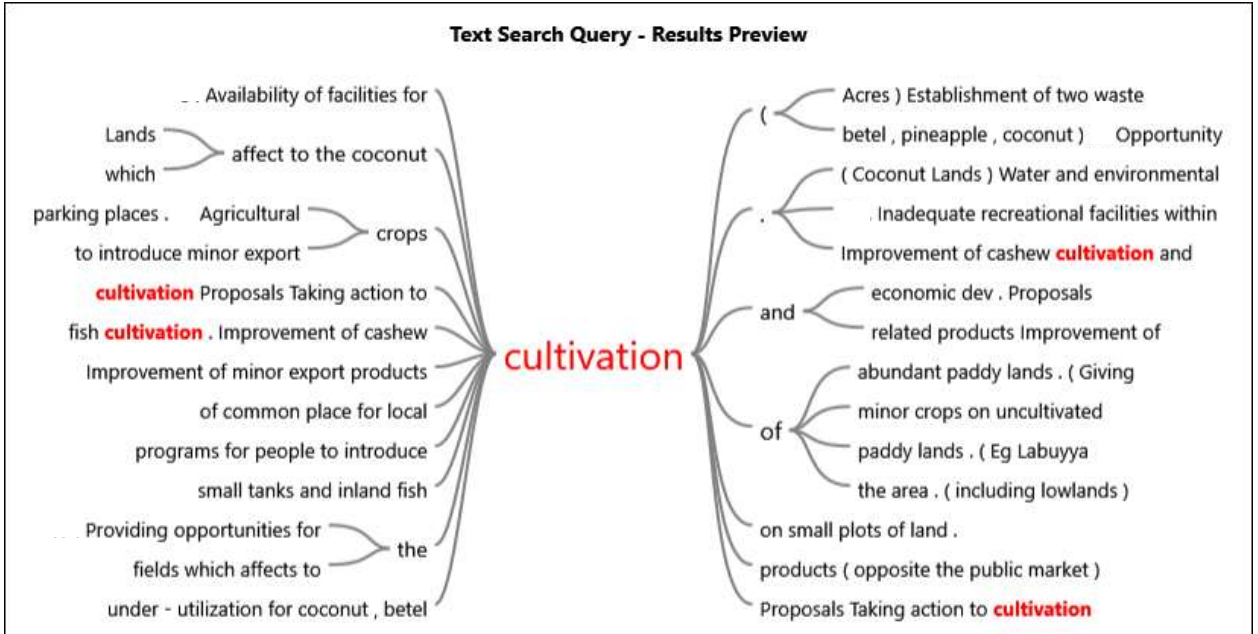 Text Search Query - Results Preview
. Availability of facilities for
Lands
which
affect to the coconut
parking places . Agricultural
to introduce minor export
crops
cultivation Proposals Taking action to
fish cultivation . Improvement of cashew
Improvement of minor export products
of common place for local
programs for people to introduce
small tanks and inland fish
Providing opportunities for
fields which affects to
the
under - utilization for coconut , betel
cultivation
(
Acres ) Establishment of two waste
betel , pineapple , coconut ) Opportunity
.
( Coconut Lands ) Water and environmental
. Inadequate recreational facilities within
Improvement of cashew cultivation and
and
economic dev . Proposals
related products Improvement of
of
abundant paddy lands . ( Giving
minor crops on uncultivated
paddy lands . ( Eg Labuyya
the area . ( including lowlands )
on small plots of land .
products ( opposite the public market )
Proposals Taking action to cultivation